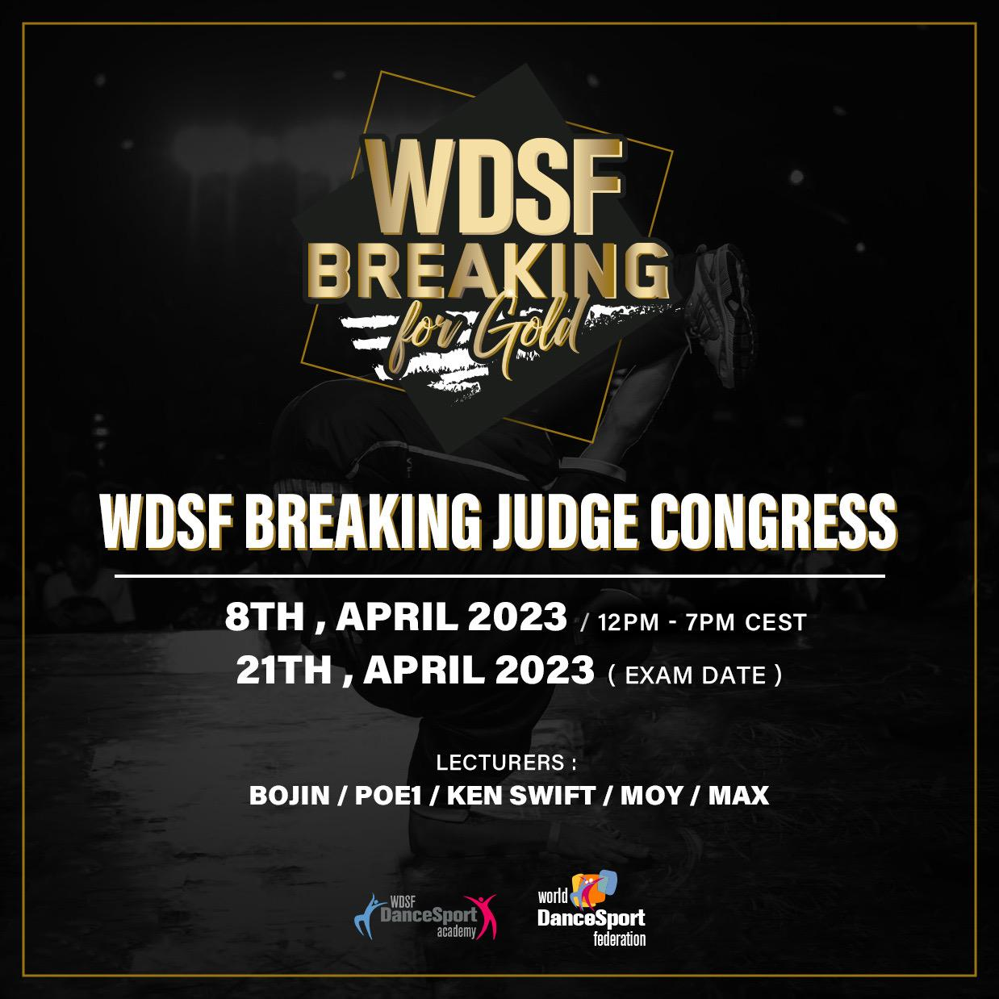 WDSF
BREAKING
for Gold
WDSF BREAKING JUDGE CONGRESS
8TH , APRIL 2023 / 12PM - 7PM CEST
21TH , APRIL 2023 ( EXAM DATE )
LECTURERS :
BOJIN / POE1 / KEN SWIFT / MOY / MAX
WDSF
DanceSport
academy
world
DanceSport
federation